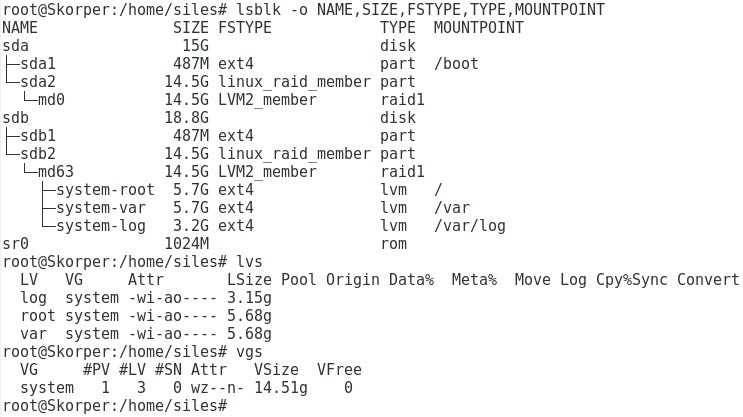 root@Skorper:/home/siles# lsblk -o NAME,SIZE,FSTYPE,TYPE,MOUNTPOINT
NAME               SIZE FSTYPE            TYPE  MOUNTPOINT
sda                 15G                   disk
├─sda1             487M ext4              part  /boot
└─sda2            14.5G linux_raid_member part
  └─md0           14.5G LVM2_member       raid1
sdb               18.8G                   disk
├─sdb1             487M ext4              part
└─sdb2            14.5G linux_raid_member part
  └─md63          14.5G LVM2_member       raid1
    ├─system-root  5.7G ext4              lvm   /
    ├─system-var   5.7G ext4              lvm   /var
    └─system-log   3.2G ext4              lvm   /var/log
sr0               1024M                   rom
root@Skorper:/home/siles# lvs
  LV   VG     Attr       LSize Pool Origin Data%  Meta%  Move Log Cpy%Sync Convert
  log  system -wi-ao---- 3.15g
  root system -wi-ao---- 5.68g
  var  system -wi-ao---- 5.68g
root@Skorper:/home/siles# vgs
  VG     #PV #LV #SN Attr   VSize  VFree
  system   1   3   0 wz--n- 14.51g    0
root@Skorper:/home/siles#